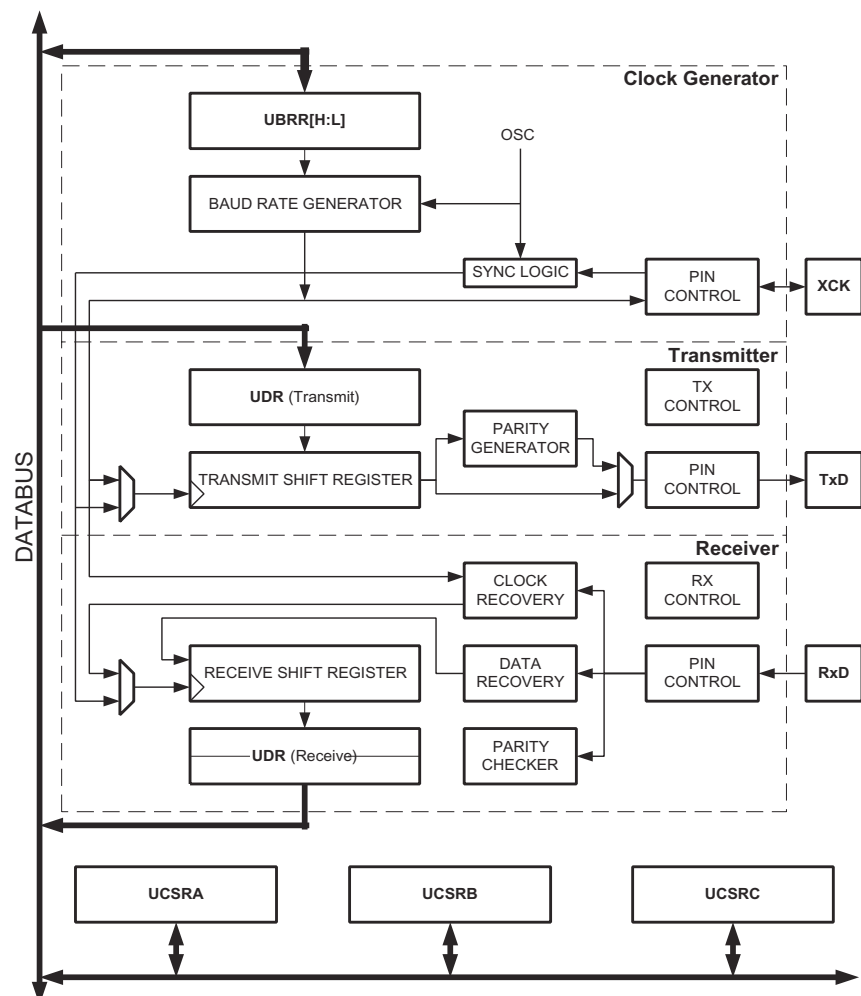 Clock Generator
UBRR[H:L]
OSC
BAUD RATE GENERATOR
SYNC LOGIC
PIN
CONTROL
XCK
Transmitter
UDR (Transmit)
TX
CONTROL
PARITY
GENERATOR
TRANSMIT SHIFT REGISTER
PIN
CONTROL
TxD
DATABUS
Receiver
CLOCK
RECOVERY
RX
CONTROL
RECEIVE SHIFT REGISTER
DATA
RECOVERY
PIN
CONTROL
RxD
UDR (Receive)
PARITY
CHECKER
UCSRA
UCSRB
UCSRC